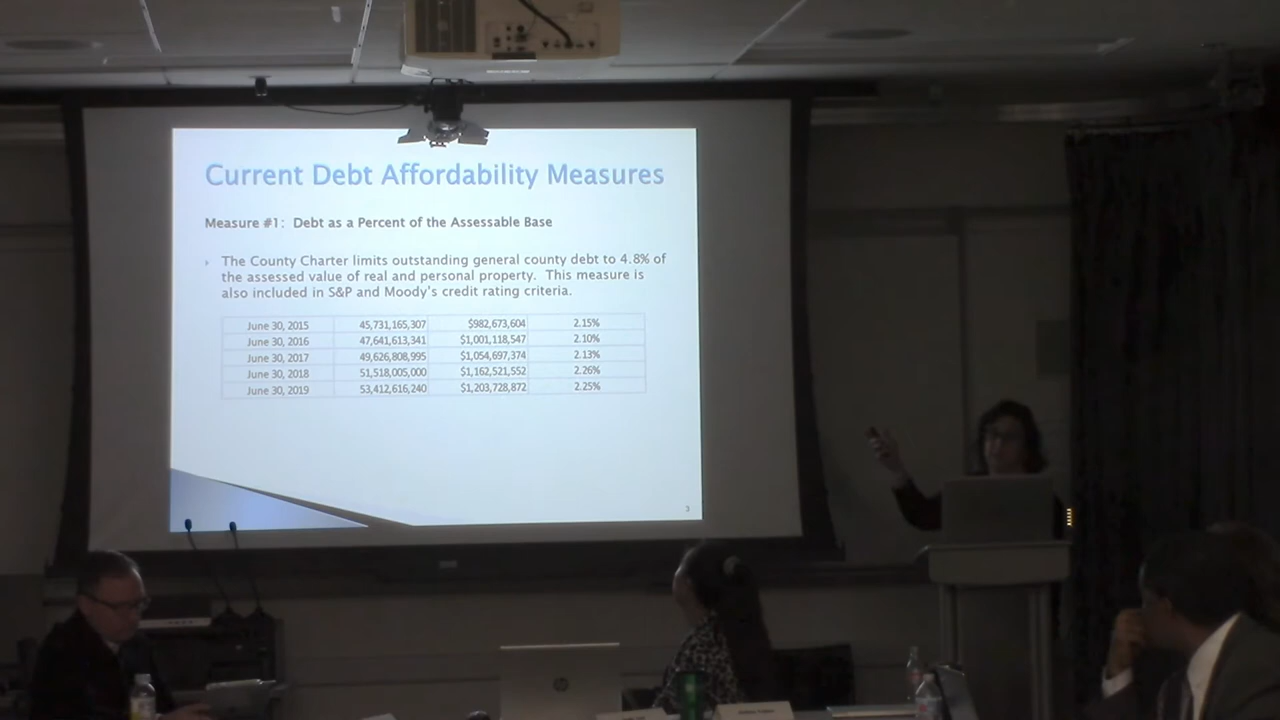 Current Debt Affordability Measures
Measure #1: Debt as a Percent of the Assessable Base
The County Charter limits outstanding general county debt to 4.8% of
the assessed value of real and personal property. This measure is
also included in S&P and Moody's credit rating criteria.
June 30, 2015 45,731,165,307 $982,673,604 2.15%
June 30, 2016 47,641,613,341 $1,001,118,547 2.10%
June 30, 2017 49,626,808,995 $1,054,697,374 2.13%
June 30, 2018 51,518,005,000 $1,162,521,552 2.26%
June 30, 2019 53,412,616,240 $1,203,728,872 2.25%
3
hp